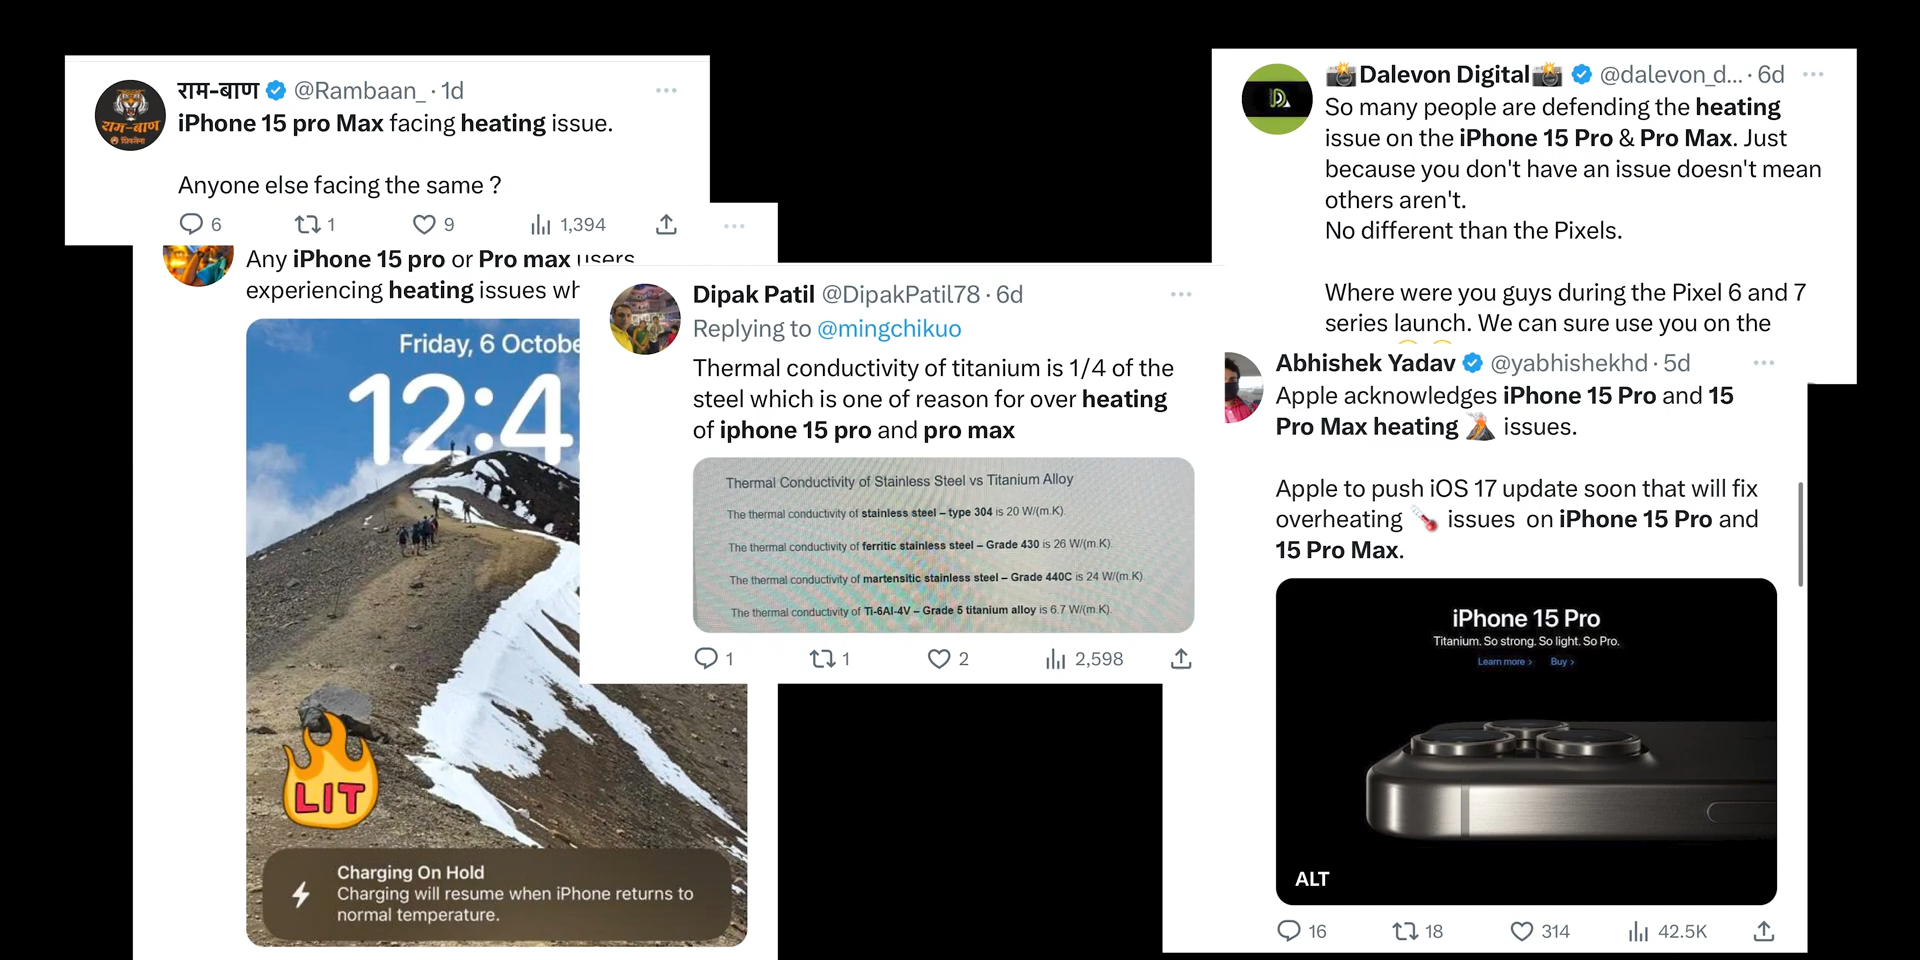 राम-बाण @Rambaan_ · 1d
iPhone 15 pro Max facing heating issue.
Anyone else facing the same ?
6 1 9 1,394
राम-बाण
Any iPhone 15 pro or Pro max users
experiencing heating issues
Friday, 6
12:4
LIT
Charging On Hold
Charging will resume when iPhone returns to
normal temperature.
Dipak Patil @DipakPatil78 · 6d
Replying to @mingchikuo
Thermal conductivity of titanium is 1/4 of the
steel which is one of reason for over heating
of iphone 15 pro and pro max
Thermal Conductivity of Stainless Steel vs Titanium Alloy
The thermal conductivity of stainless steel – type 304 is 20 W/(m.K).
The thermal conductivity of ferritic stainless steel – Grade 430 is 26 W/(m.K).
The thermal conductivity of martensitic stainless steel – Grade 440C is 24 W/(m.K).
The thermal conductivity of Ti-6Al-4V – Grade 5 titanium alloy is 6.7 W/(m.K).
1 1 2 2,598
📸Dalevon Digital📸 @dalevon_d... · 6d
So many people are defending the heating
issue on the iPhone 15 Pro & Pro Max. Just
because you don't have an issue doesn't mean
others aren't.
No different than the Pixels.
Where were you guys during the Pixel 6 and 7
series launch. We can sure use you on the
Abhishek Yadav @yabhishekhd · 5d
Apple acknowledges iPhone 15 Pro and 15
Pro Max heating 🌋 issues.
Apple to push iOS 17 update soon that will fix
overheating 🌡️ issues on iPhone 15 Pro and
15 Pro Max.
iPhone 15 Pro
Titanium. So strong. So light. So Pro.
Learn more > Buy >
ALT
16 18 314 42.5K